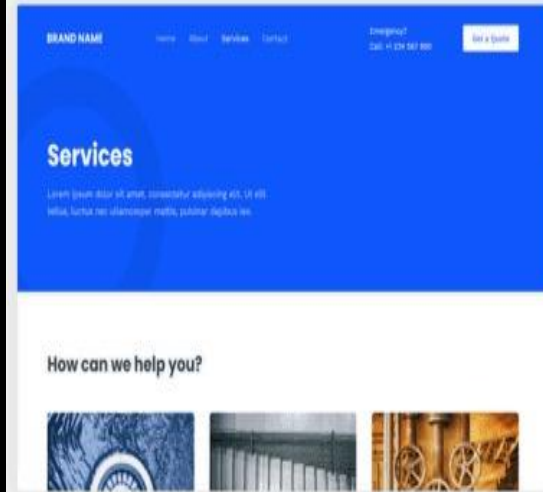 BRAND NAME
Home About Services Contact
Emergency?
Call: +1 234 567 890
Get a Quote
Services
Lorem ipsum dolor sit amet, consectetur adipiscing elit. Ut elit
tellus, luctus nec ullamcorper mattis, pulvinar dapibus leo.
How can we help you?